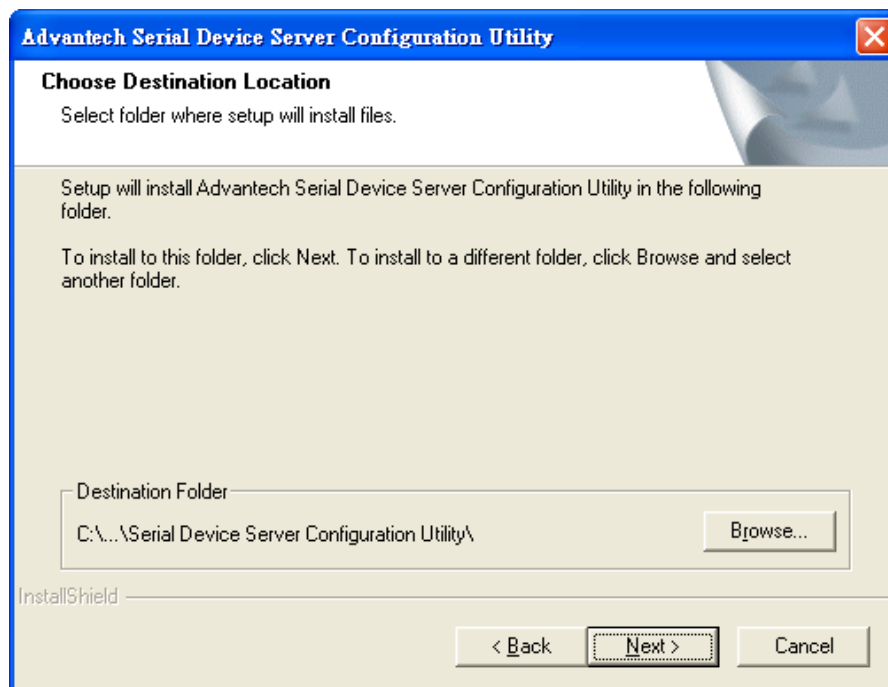 Advantech Serial Device Server Configuration Utility
Choose Destination Location
Select folder where setup will install files.
Setup will install Advantech Serial Device Server Configuration Utility in the following
folder.
To install to this folder, click Next. To install to a different folder, click Browse and select
another folder.
Destination Folder
C:\...\Serial Device Server Configuration Utility\
Browse...
InstallShield
< Back
Next >
Cancel